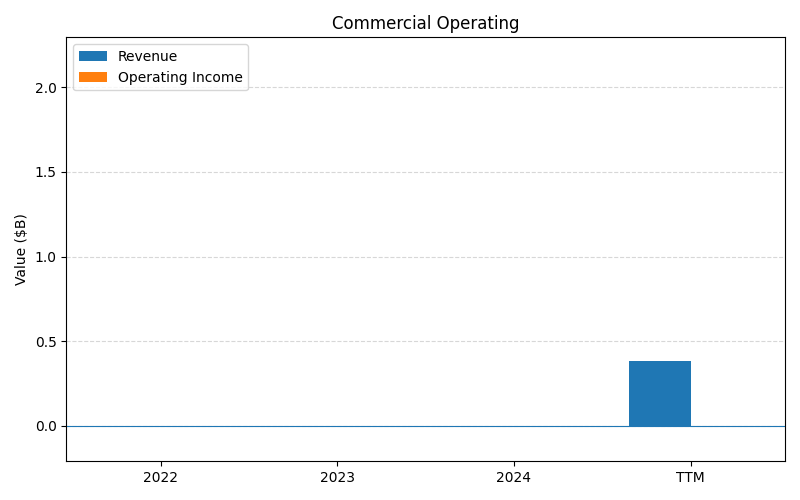 Commercial Operating
Revenue
Operating Income
2.0
1.5
1.0
0.5
0.0
Value ($B)
2022 2023 2024 TTM